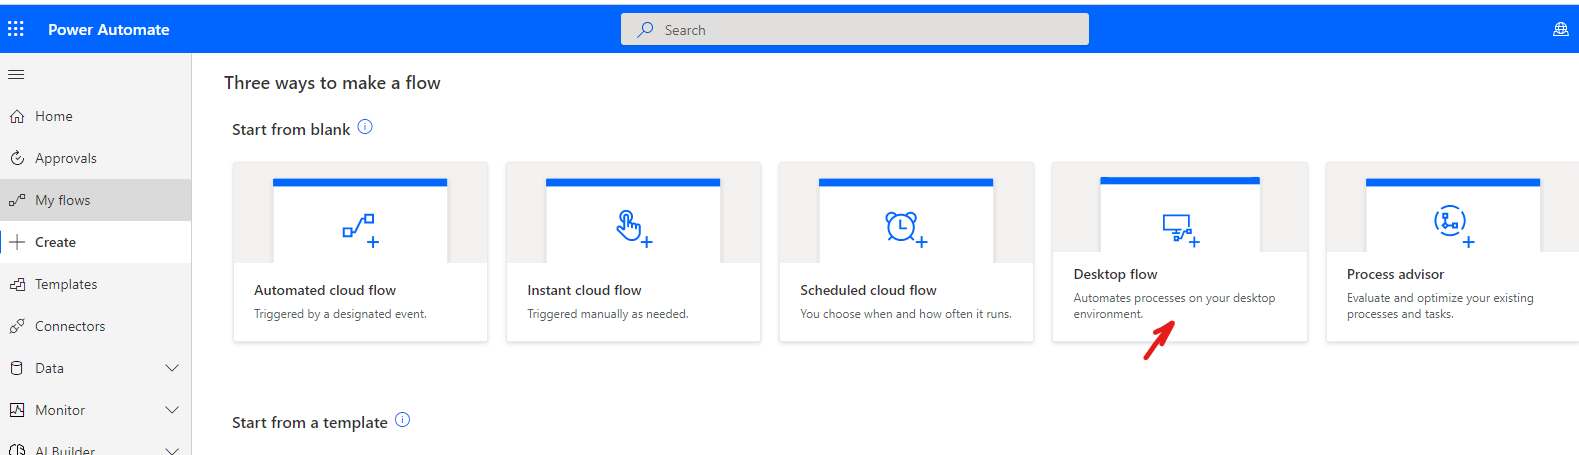 Power Automate
Search
Home
Approvals
My flows
Create
Templates
Connectors
Data
Monitor
AI Builder
Three ways to make a flow
Start from blank
Automated cloud flow
Triggered by a designated event.
Instant cloud flow
Triggered manually as needed.
Scheduled cloud flow
You choose when and how often it runs.
Desktop flow
Automates processes on your desktop
environment.
Process advisor
Evaluate and optimize your existing
processes and tasks.
Start from a template